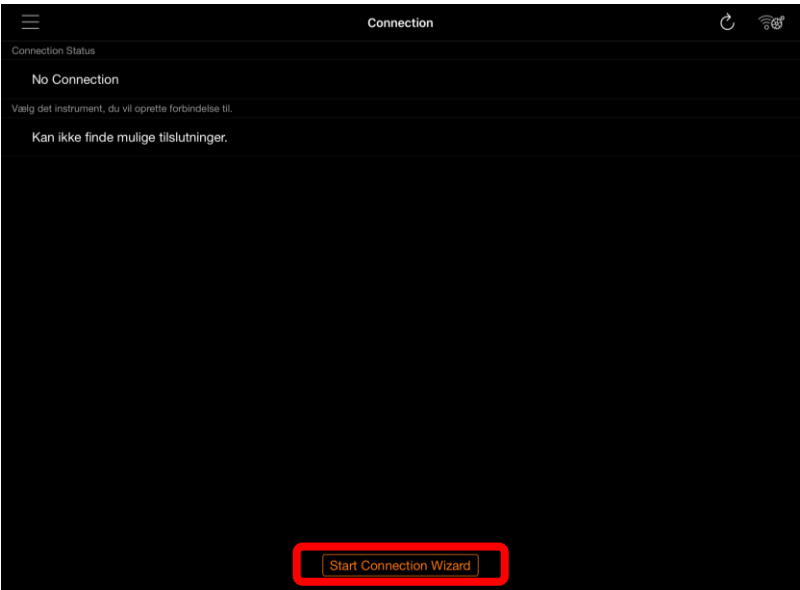 Connection
Connection Status
No Connection
Vælg det instrument, du vil oprette forbindelse til.
Kan ikke finde mulige tilslutninger.
Start Connection Wizard